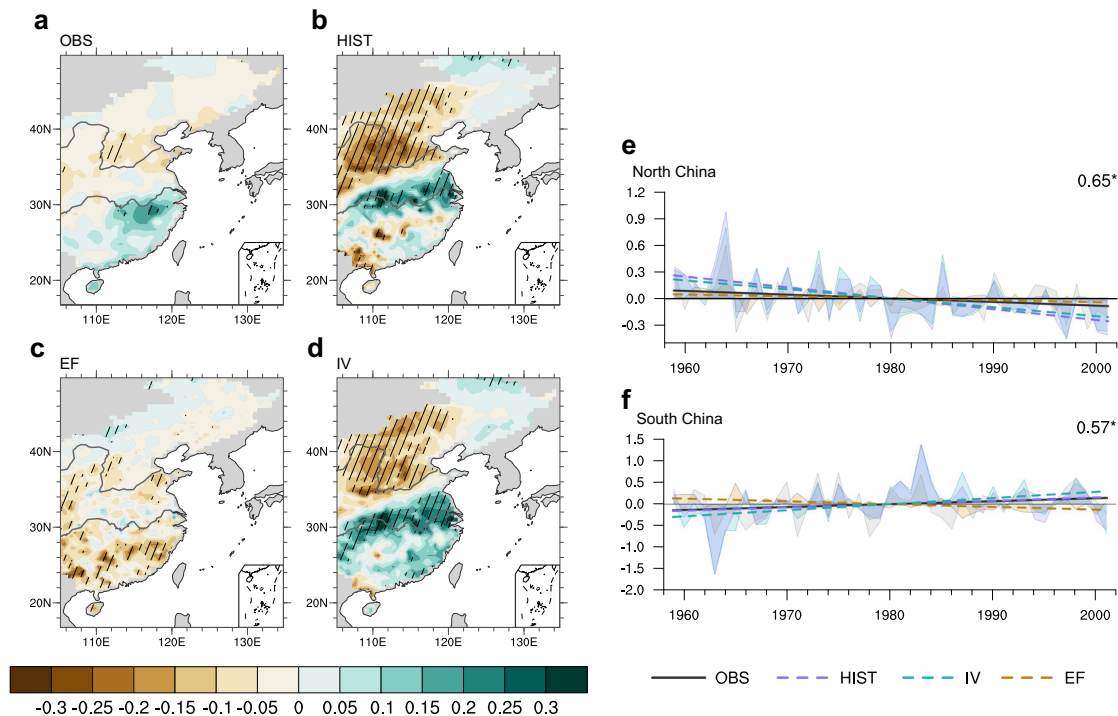 a
OBS
40N
30N
20N
110E 120E 130E
b
HIST
40N
30N
20N
110E 120E 130E
c
EF
40N
30N
20N
110E 120E 130E
d
IV
40N
30N
20N
110E 120E 130E
-0.3 -0.25 -0.2 -0.15 -0.1 -0.05 0 0.05 0.1 0.15 0.2 0.25 0.3
e
North China
0.65*
1.2
0.9
0.6
0.3
0.0
-0.3
1960 1970 1980 1990 2000
f
South China
0.57*
1.5
1.0
0.5
0.0
-0.5
-1.0
-1.5
-2.0
1960 1970 1980 1990 2000
OBS HIST IV EF